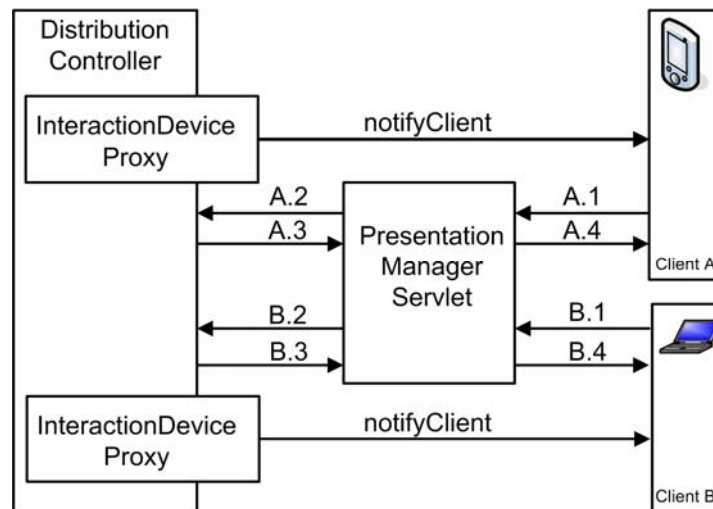 Distribution
Controller
InteractionDevice
Proxy
notifyClient
A.2
A.1
A.3
A.4
Presentation
Manager
Servlet
Client A
B.2
B.1
B.3
B.4
InteractionDevice
Proxy
notifyClient
Client B